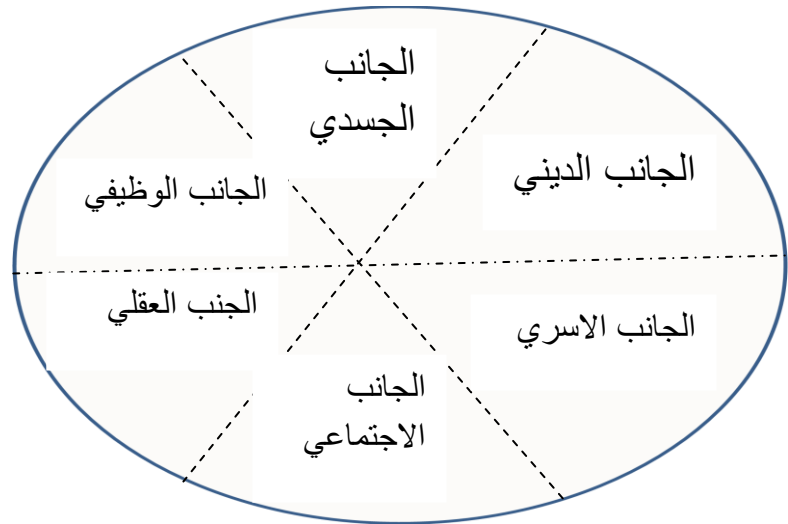 الجانب
الجسدي
الجانب الديني
الجانب الوظيفي
الجنب العقلي
الجانب الاسري
الجانب
الاجتماعي